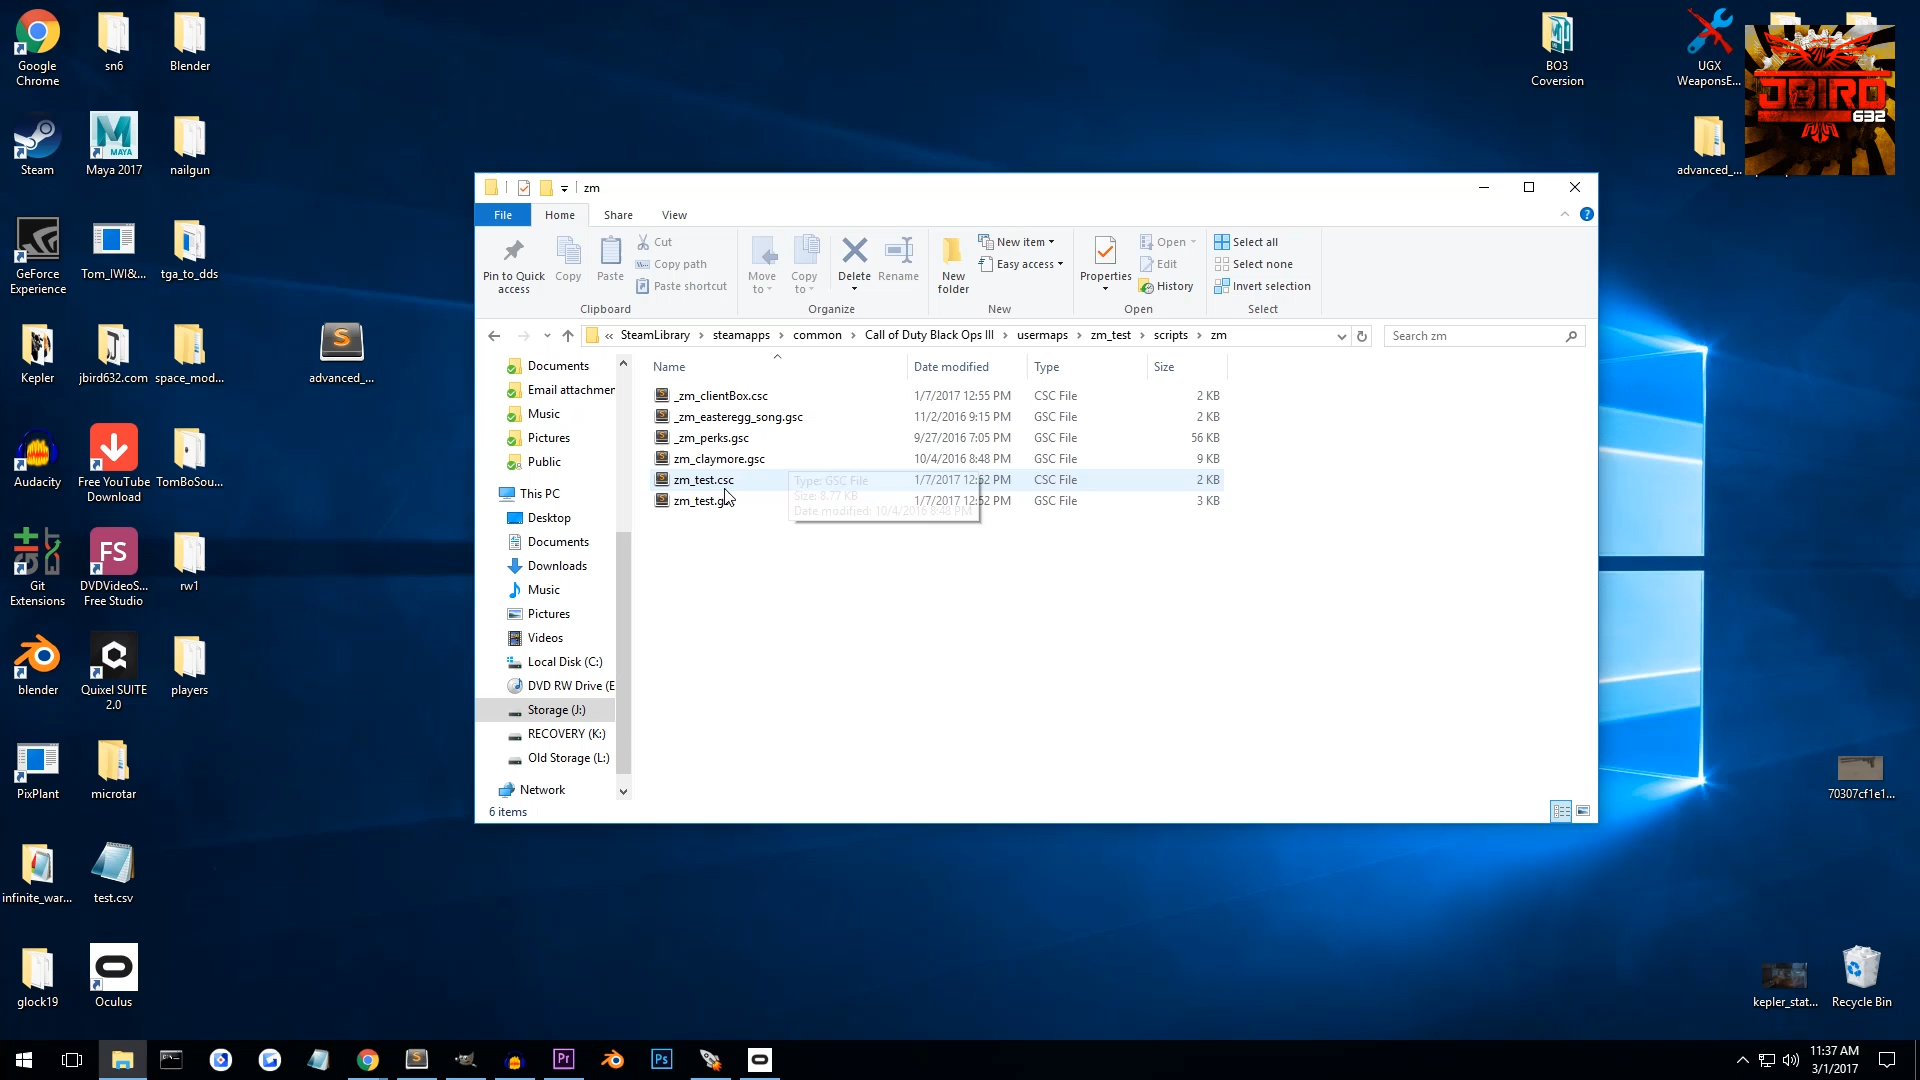 Google
Chrome
sn6
Blender
BO3
Coversion
UGX
WeaponsE...
JBIRD
632
Steam
Maya 2017
nailgun
advanced_...
GeForce
Experience
Tom_IWI&...
tga_to_dds
Kepler
jbird632.com
space_mod...
advanced_...
Audacity
Free YouTube
Download
TomBoSou...
Git
Extensions
DVDVideoS...
Free Studio
rw1
blender
Quixel SUITE
2.0
players
PixPlant
microtar
infinite_war...
test.csv
glock19
Oculus
zm
File
Home
Share
View
Pin to Quick
access
Copy
Paste
Cut
Copy path
Paste shortcut
Clipboard
Move
to
Copy
to
Delete
Rename
Organize
New
folder
New item
Easy access
New
Properties
Open
Edit
History
Open
Select all
Select none
Invert selection
Select
« SteamLibrary › steamapps › common › Call of Duty Black Ops III › usermaps › zm_test › scripts › zm
Search zm
Documents
Email attachmen
Music
Pictures
Public
This PC
Desktop
Documents
Downloads
Music
Pictures
Videos
Local Disk (C:)
DVD RW Drive (E
Storage (J:)
RECOVERY (K:)
Old Storage (L:)
Network
Name Date modified Type Size
_zm_clientBox.csc 1/7/2017 12:55 PM CSC File 2 KB
_zm_easteregg_song.gsc 11/2/2016 9:15 PM GSC File 2 KB
_zm_perks.gsc 9/27/2016 7:05 PM GSC File 56 KB
zm_claymore.gsc 10/4/2016 8:48 PM GSC File 9 KB
zm_test.csc 1/7/2017 12:52 PM CSC File 2 KB
zm_test.g 1/7/2017 12:52 PM GSC File 3 KB
Type: GSC File
Size: 8.77 KB
Date modified: 10/4/2016 8:48 PM
6 items
70307cf1e1...
kepler_stat...
Recycle Bin
11:37 AM
3/1/2017